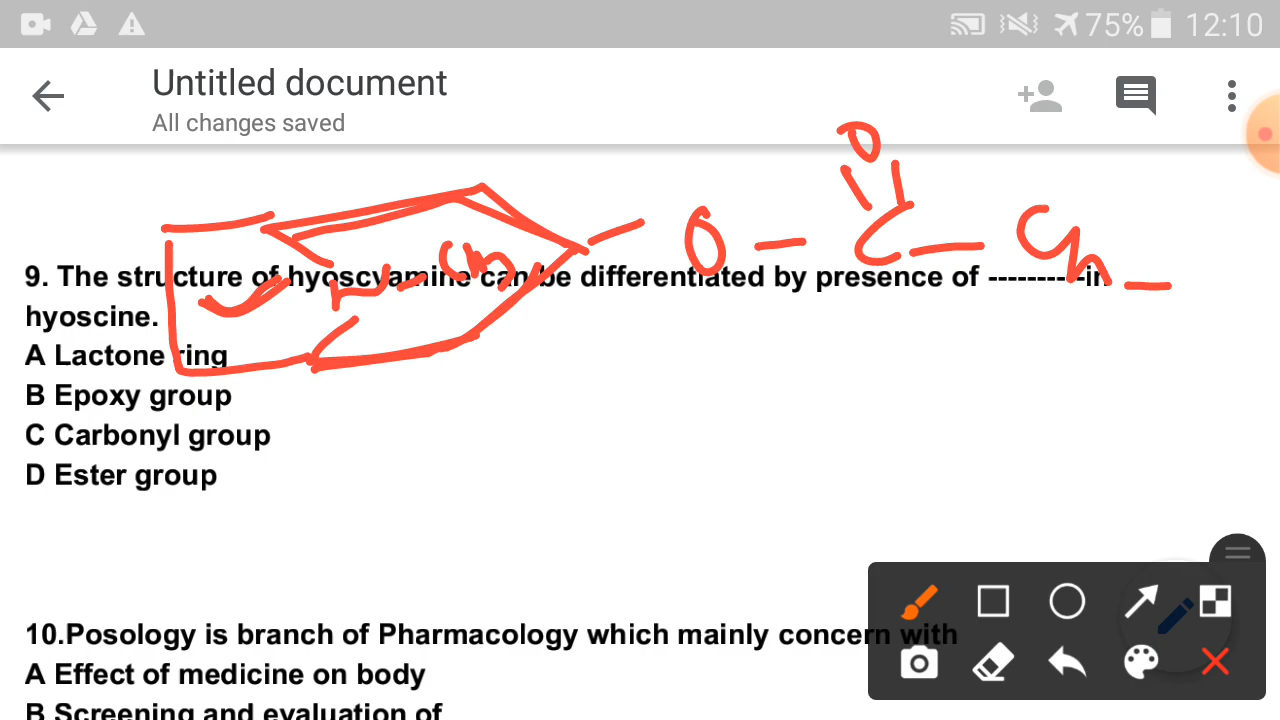 75% 12:10
Untitled document
All changes saved
O
O - C - CH -
N - CH3
9. The structure of hyoscyamine can be differentiated by presence of ----------in
hyoscine.
A Lactone ring
B Epoxy group
C Carbonyl group
D Ester group
10.Posology is branch of Pharmacology which mainly concern with
A Effect of medicine on body
B Screening and evaluation of